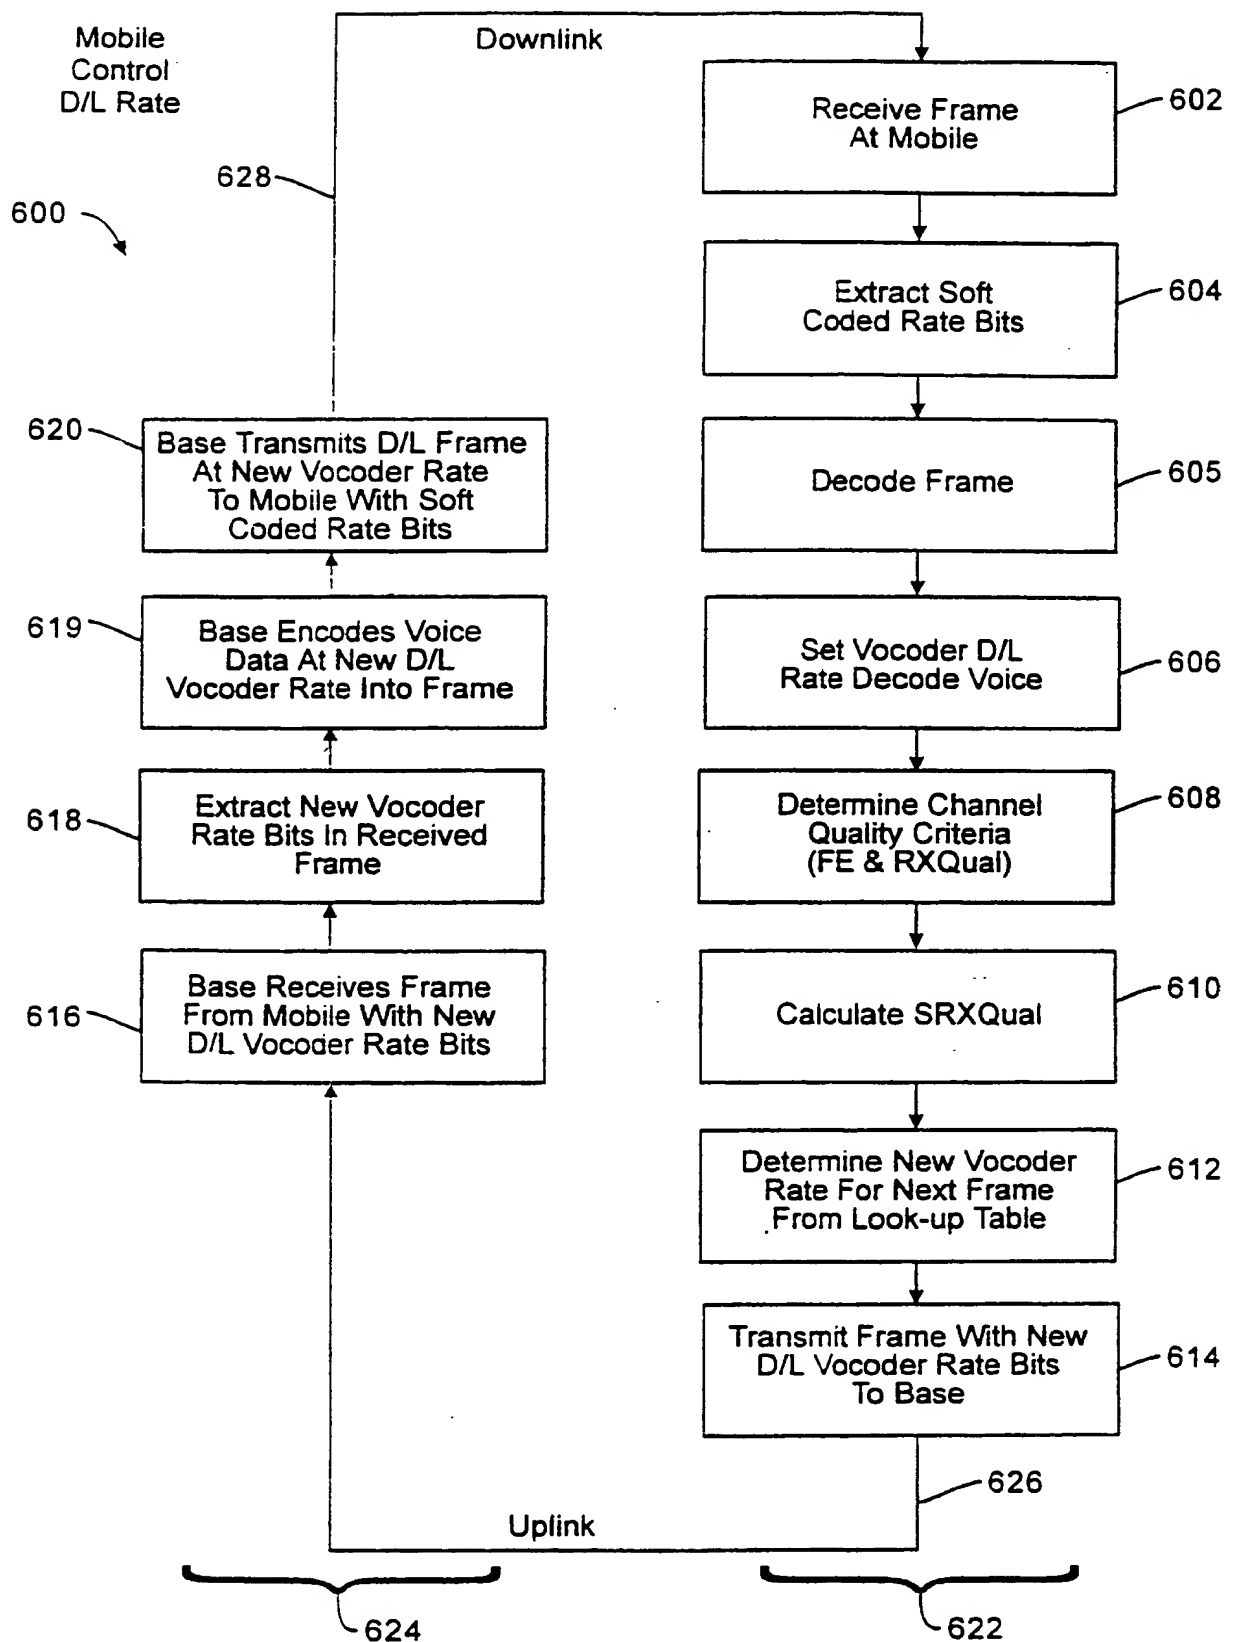 Mobile
Control
D/L Rate
600
628
Downlink
Receive Frame
At Mobile
602
Extract Soft
Coded Rate Bits
604
Decode Frame
605
Set Vocoder D/L
Rate Decode Voice
606
Determine Channel
Quality Criteria
(FE & RXQual)
608
Calculate SRXQual
610
Determine New Vocoder
Rate For Next Frame
From Look-up Table
612
Transmit Frame With New
D/L Vocoder Rate Bits
To Base
614
626
Uplink
616
Base Receives Frame
From Mobile With New
D/L Vocoder Rate Bits
618
Extract New Vocoder
Rate Bits In Received
Frame
619
Base Encodes Voice
Data At New D/L
Vocoder Rate Into Frame
620
Base Transmits D/L Frame
At New Vocoder Rate
To Mobile With Soft
Coded Rate Bits
624
622